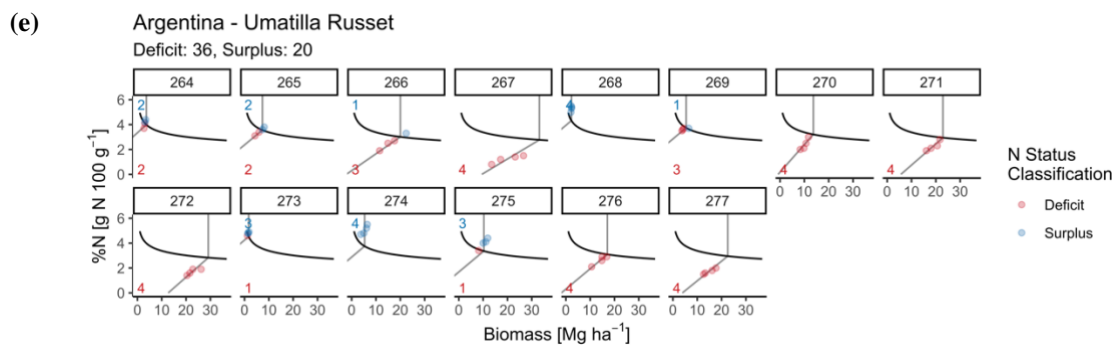 (e)
Argentina - Umatilla Russet
Deficit: 36, Surplus: 20
264 265 266 267 268 269 270 271
6 4 2 0
2 2 1 4 1
2 2 3 4 3 4 4
0 10 20 30 0 10 20 30
272 273 274 275 276 277
6 4 2 0
3 4 3
4 1 1 4 4
0 10 20 30 0 10 20 30 0 10 20 30 0 10 20 30 0 10 20 30 0 10 20 30
%N [g N 100 g⁻¹]
Biomass [Mg ha⁻¹]
N Status
Classification
Deficit
Surplus